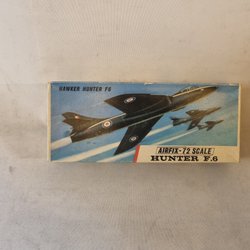 HAWKER HUNTER F6
AIRFIX-72 SCALE
HUNTER F.6